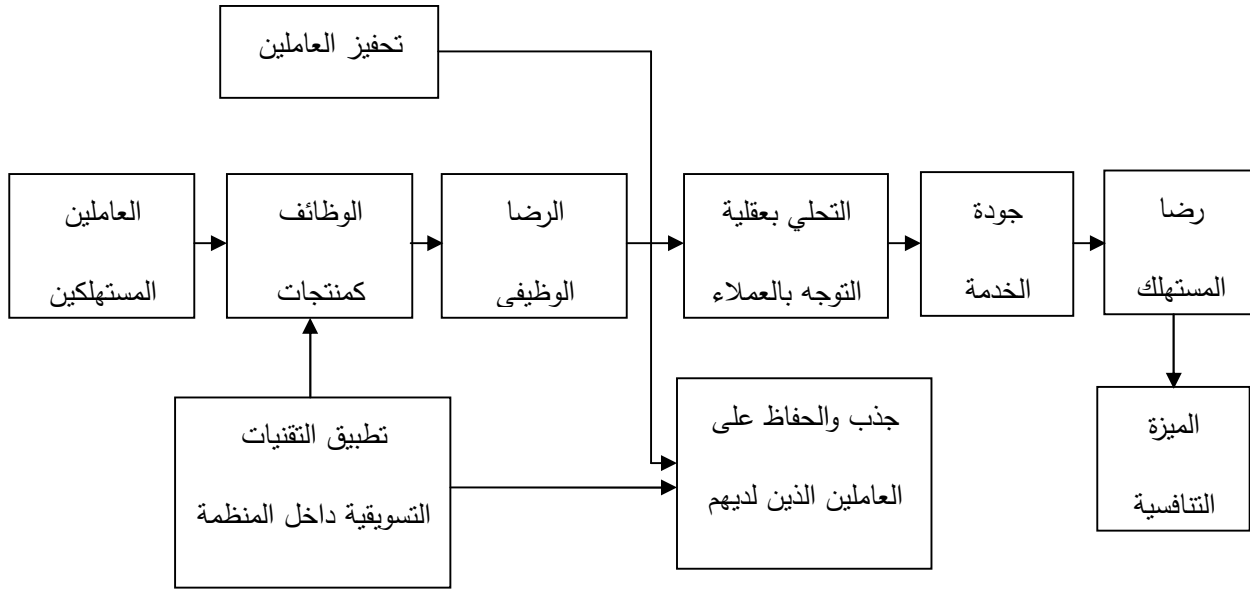 تحفيز العاملين
العاملين
المستهلكين
الوظائف
كمنتجات
الرضا
الوظيفي
التحلي بعقلية
التوجه بالعملاء
جودة
الخدمة
رضا
المستهلك
تطبيق التقنيات
التسويقية داخل المنظمة
جذب والحفاظ على
العاملين الذين لديهم
الميزة
التنافسية